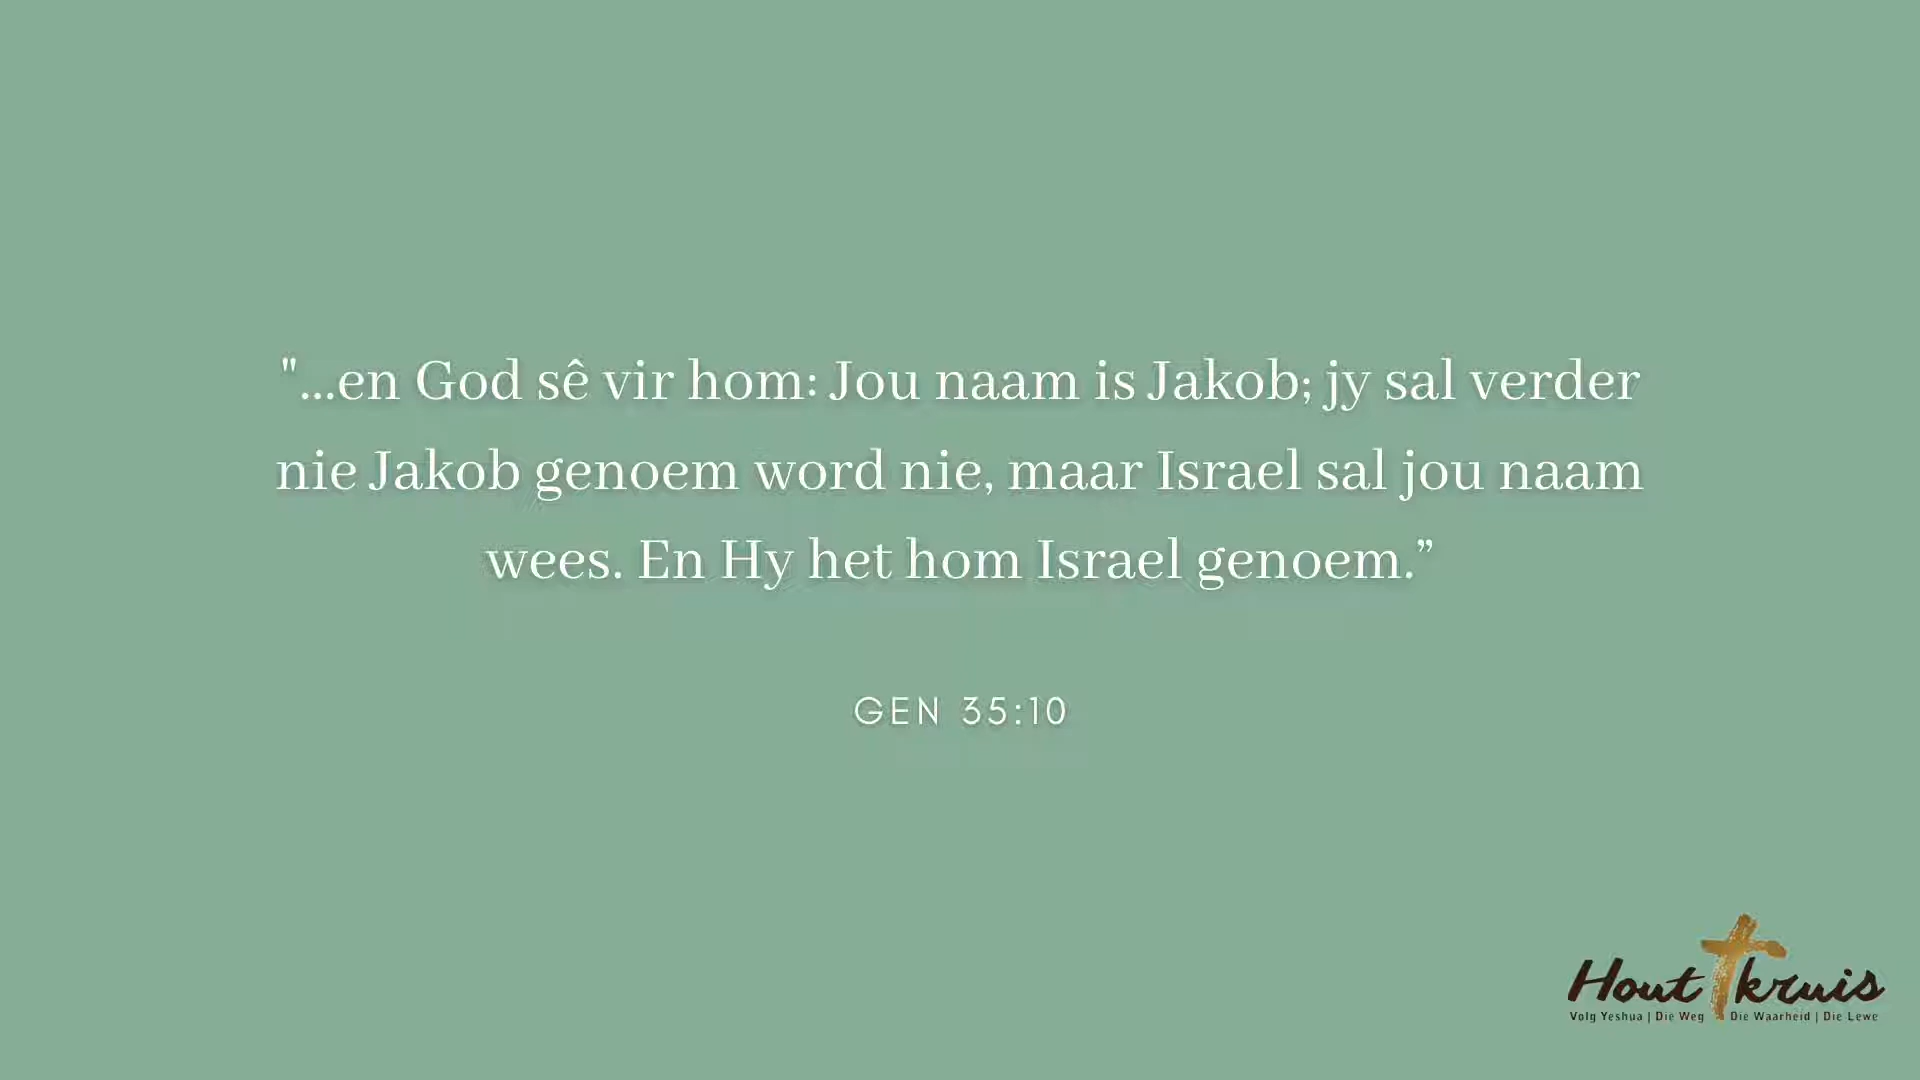 "...en God sê vir hom: Jou naam is Jakob; jy sal verder
nie Jakob genoem word nie, maar Israel sal jou naam
wees. En Hy het hom Israel genoem.”
GEN 35:10
Hout kruis
Volg Yeshua | Die Weg Die Waarheid | Die Lewe